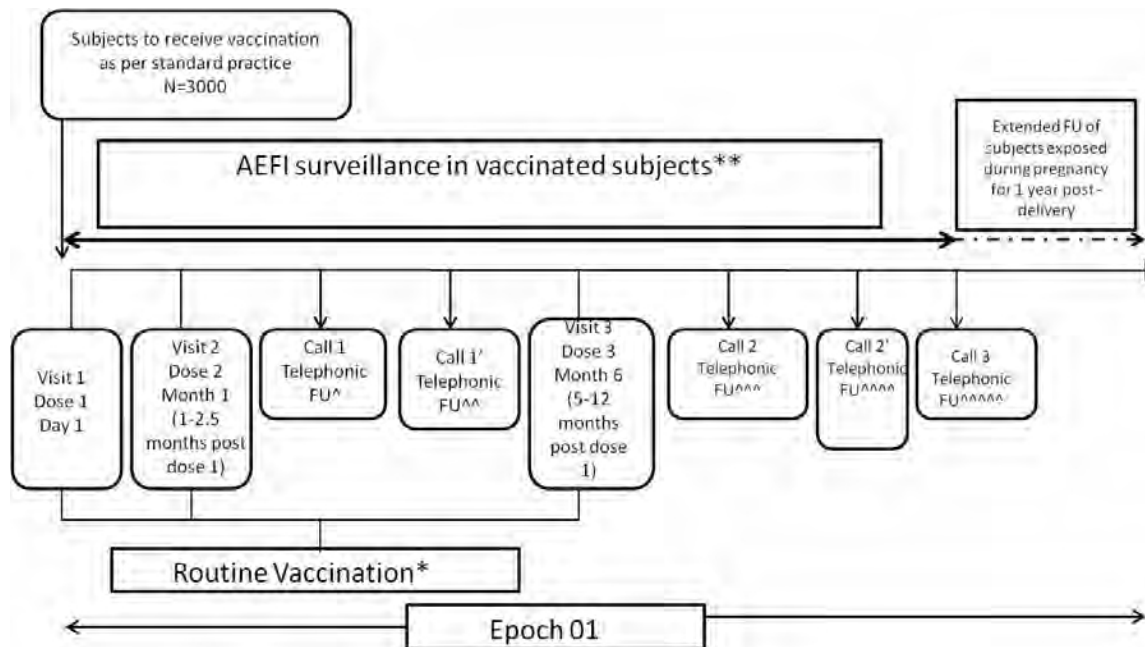 Subjects to receive vaccination
as per standard practice
N=3000
AEFI surveillance in vaccinated subjects**
Extended FU of
subjects exposed
during pregnancy
for 1 year post -
delivery
Visit 1
Dose 1
Day 1
Visit 2
Dose 2
Month 1
(1-2.5
months post
dose 1)
Call 1
Telephonic
FU^
Call 1'
Telephonic
FU^^
Visit 3
Dose 3
Month 6
(5-12
months
post dose
1)
Call 2
Telephonic
FU^^^
Call 2'
Telephonic
FU^^^^
Call 3
Telephonic
FU^^^^^
Routine Vaccination*
Epoch 01